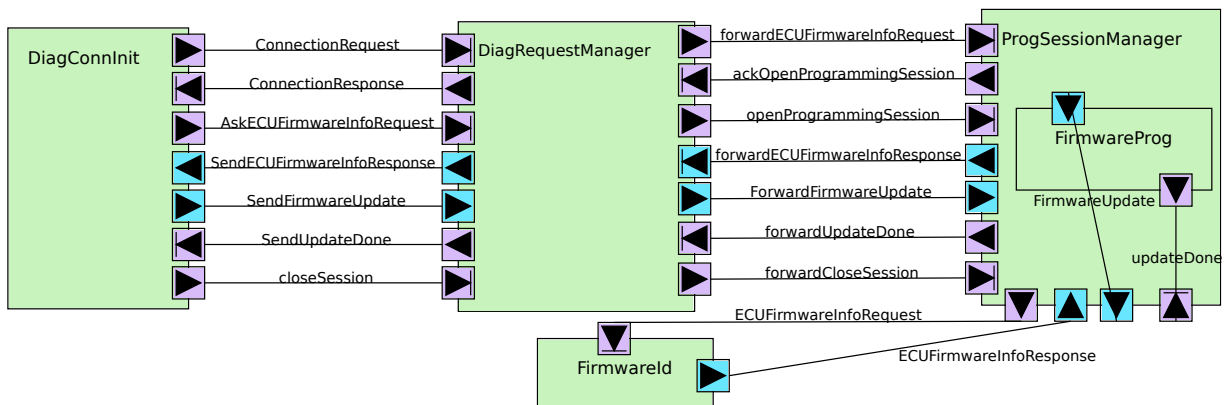 DiagConnInit
ConnectionRequest
ConnectionResponse
AskECUFirmwareInfoRequest
SendECUFirmwareInfoResponse
SendFirmwareUpdate
SendUpdateDone
closeSession
DiagRequestManager
forwardECUFirmwareInfoRequest
ackOpenProgrammingSession
openProgrammingSession
forwardECUFirmwareInfoResponse
ForwardFirmwareUpdate
forwardUpdateDone
forwardCloseSession
ProgSessionManager
FirmwareProg
FirmwareUpdate
updateDone
ECUFirmwareInfoRequest
ECUFirmwareInfoResponse
FirmwareId